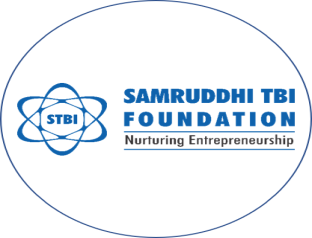 STBI
SAMRUDDHI TBI
FOUNDATION
Nurturing Entrepreneurship